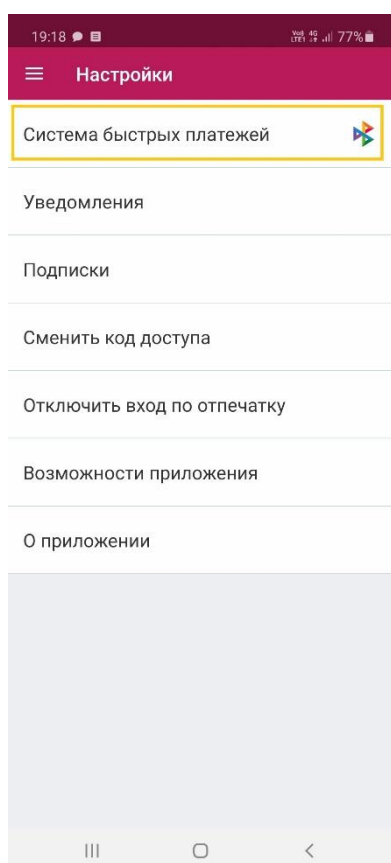 19:18 77%
Настройки
Система быстрых платежей
Уведомления
Подписки
Сменить код доступа
Отключить вход по отпечатку
Возможности приложения
О приложении